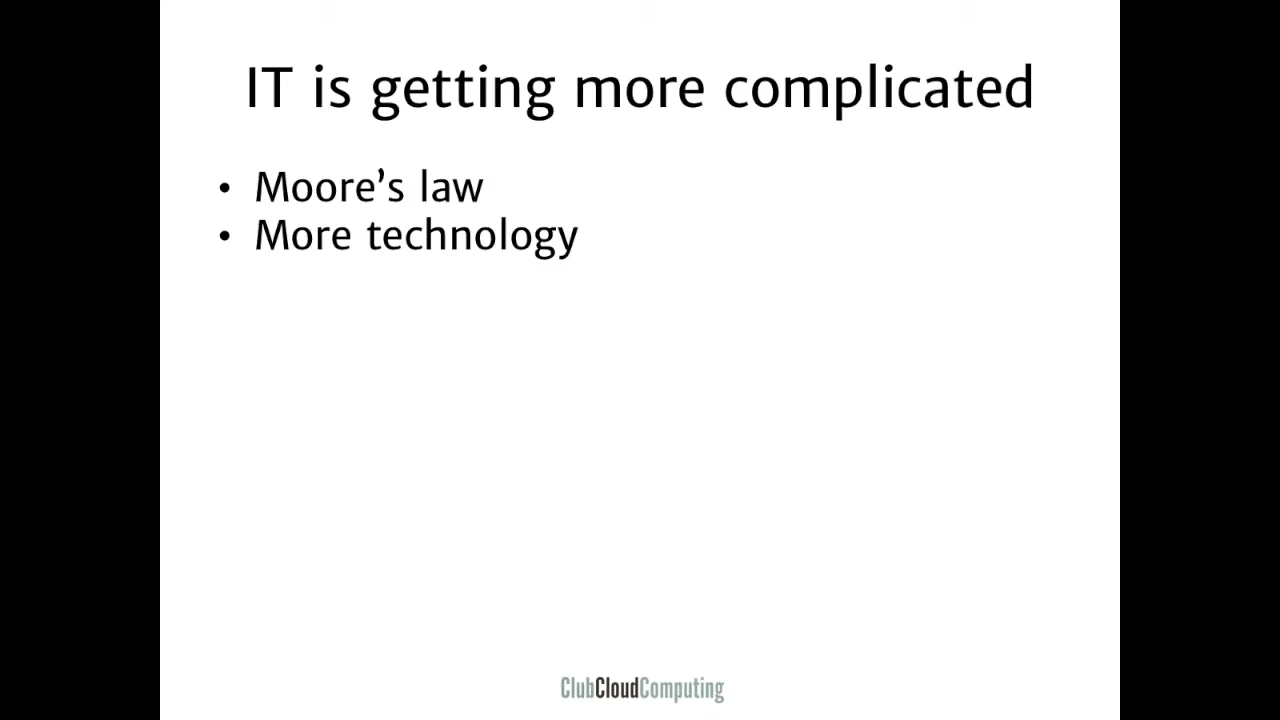 IT is getting more complicated
• Moore’s law
• More technology
ClubCloudComputing